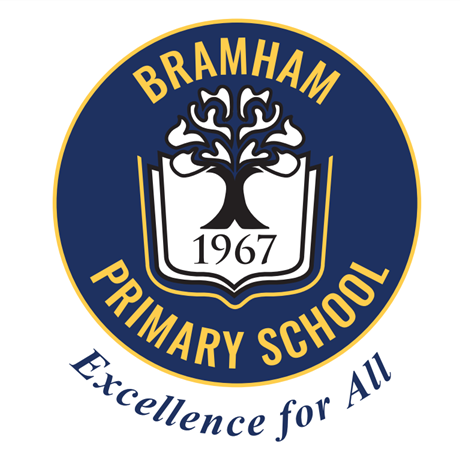 BRAMHAM
1967
PRIMARY SCHOOL
Excellence for All